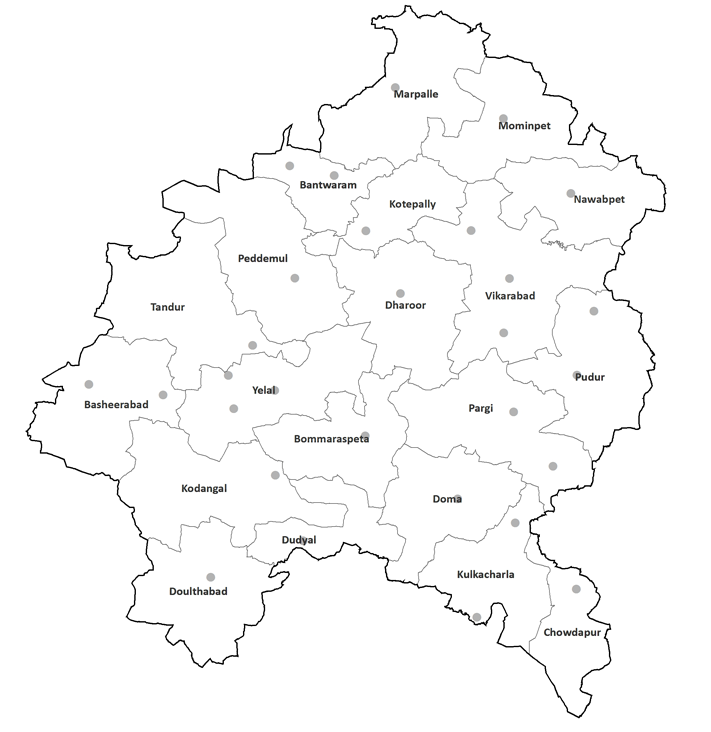 Marpalle
Mominpet
Bantwaram
Nawabpet
Kotepally
Peddemul
Vikarabad
Tandur
Dharoor
Pudur
Yelal
Basheerabad
Pargi
Bommaraspeta
Kodangal
Doma
Dudyal
Kulkacharla
Doulthabad
Chowdapur